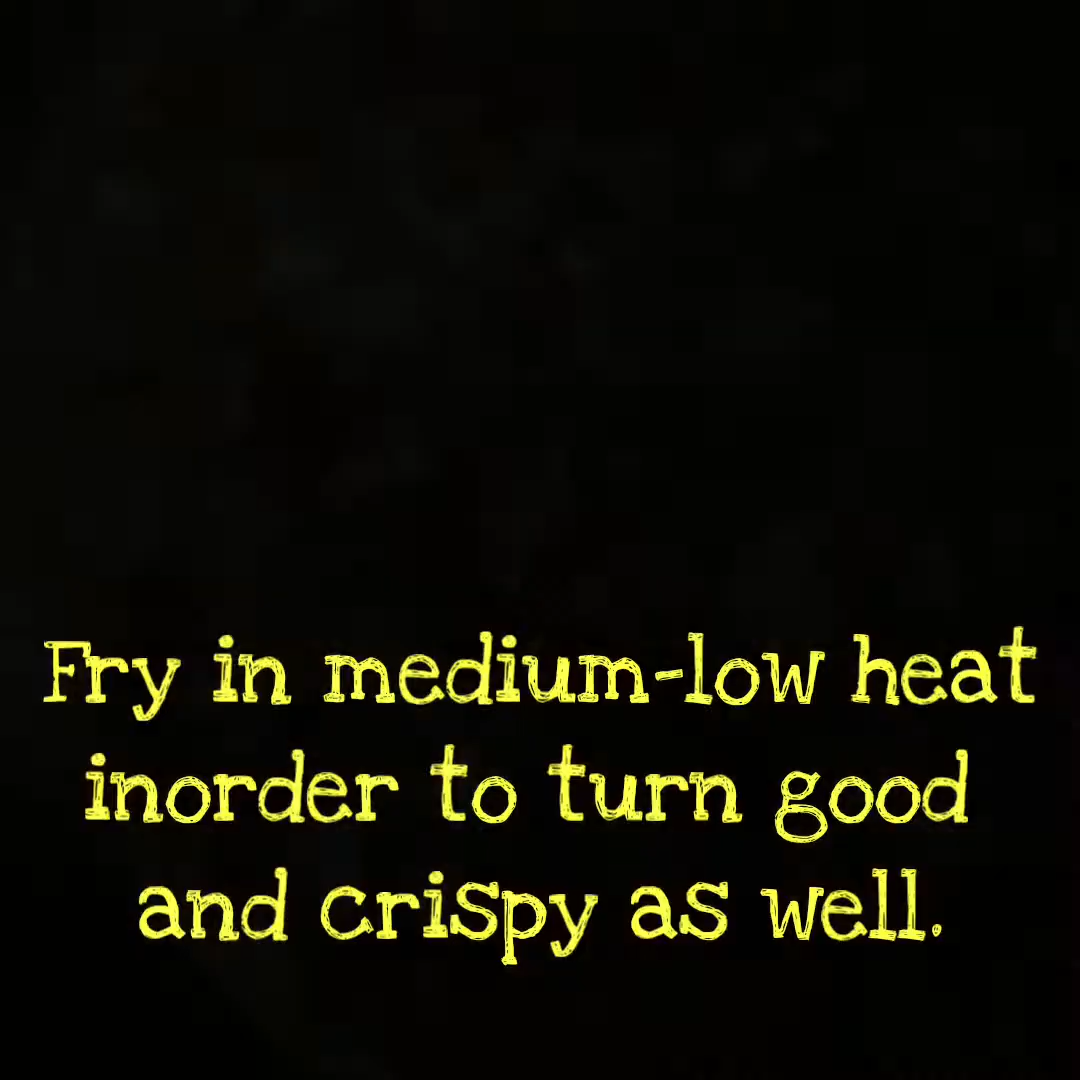 Fry in medium-low heat
inorder to turn good
and crispy as well.